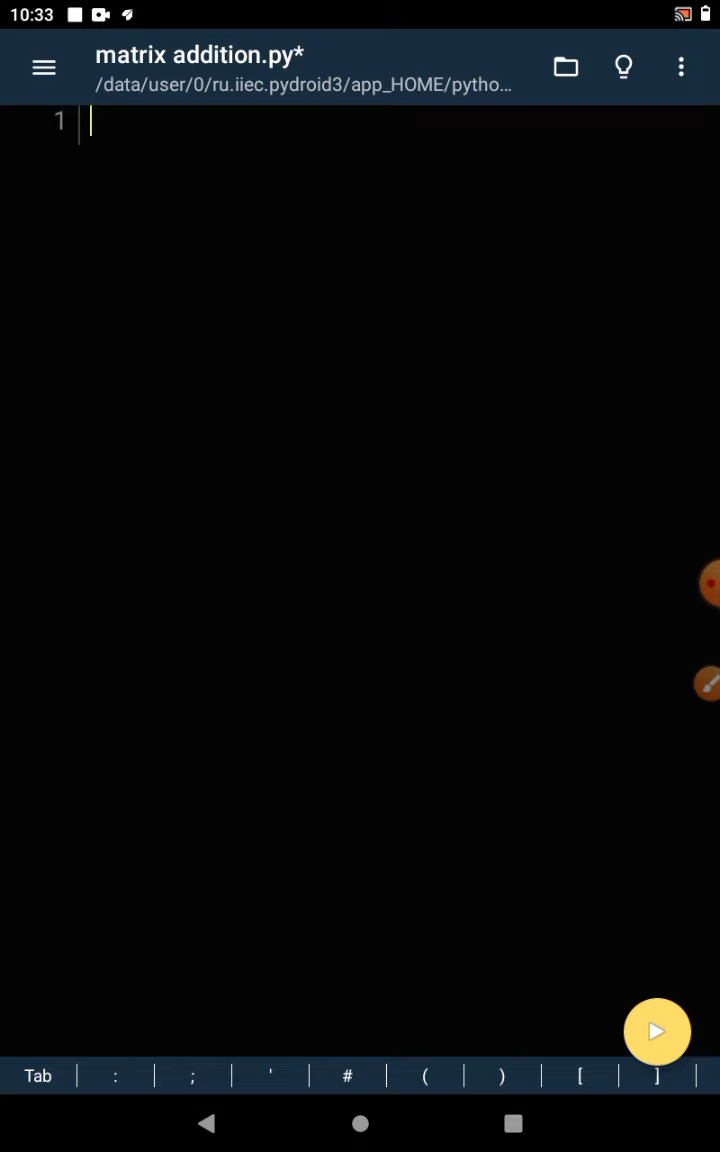 10:33
matrix addition.py*
/data/user/0/ru.iiec.pydroid3/app_HOME/pytho...
1
Tab : ; ' # ( ) [ ]